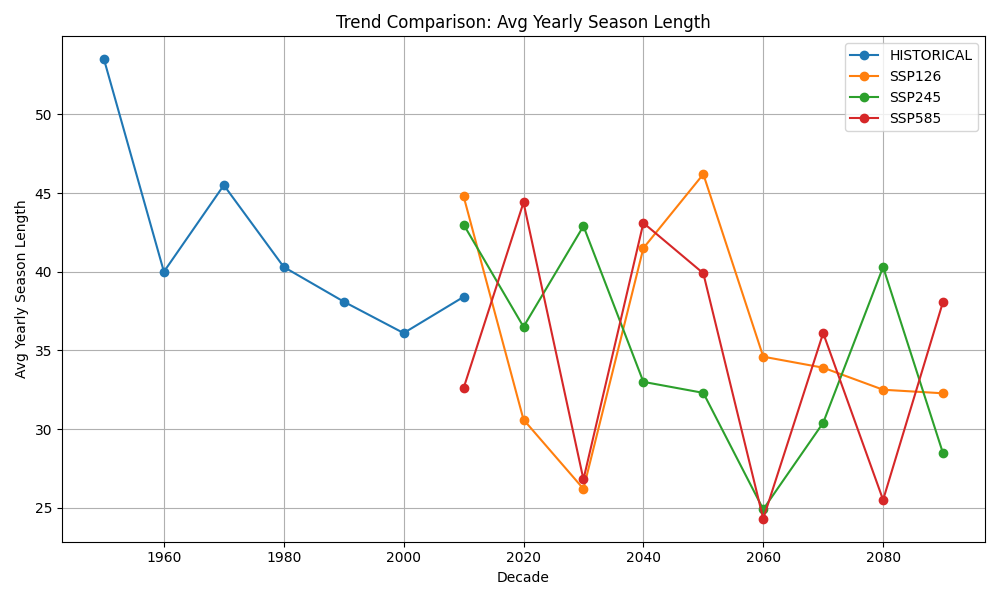 Trend Comparison: Avg Yearly Season Length
HISTORICAL
SSP126
SSP245
SSP585
Avg Yearly Season Length
50
45
40
35
30
25
1960
1980
2000
2020
2040
2060
2080
Decade